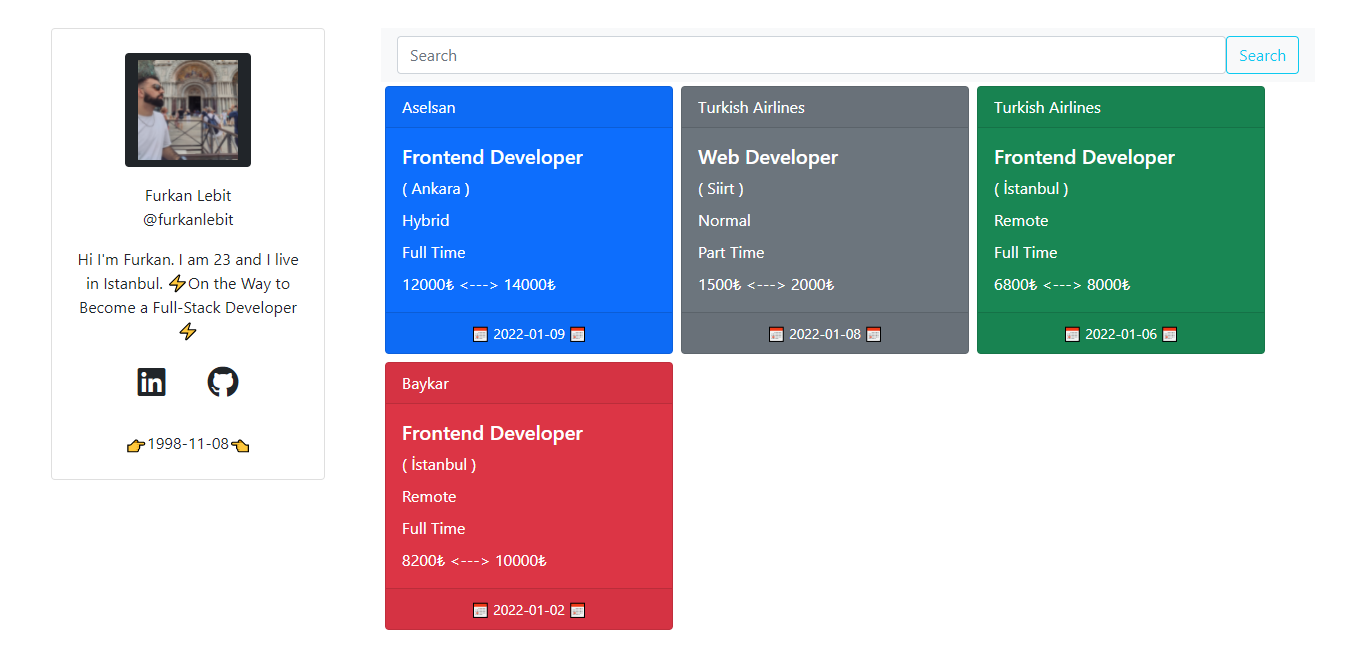 Furkan Lebit
@furkanlebit
Hi I'm Furkan. I am 23 and I live
in Istanbul. ⚡On the Way to
Become a Full-Stack Developer
⚡
in
👉1998-11-08👈
Search
Search
Aselsan
Frontend Developer
( Ankara )
Hybrid
Full Time
12000₺ <---> 14000₺
📅 2022-01-09 📅
Turkish Airlines
Web Developer
( Siirt )
Normal
Part Time
1500₺ <---> 2000₺
📅 2022-01-08 📅
Turkish Airlines
Frontend Developer
( İstanbul )
Remote
Full Time
6800₺ <---> 8000₺
📅 2022-01-06 📅
Baykar
Frontend Developer
( İstanbul )
Remote
Full Time
8200₺ <---> 10000₺
📅 2022-01-02 📅